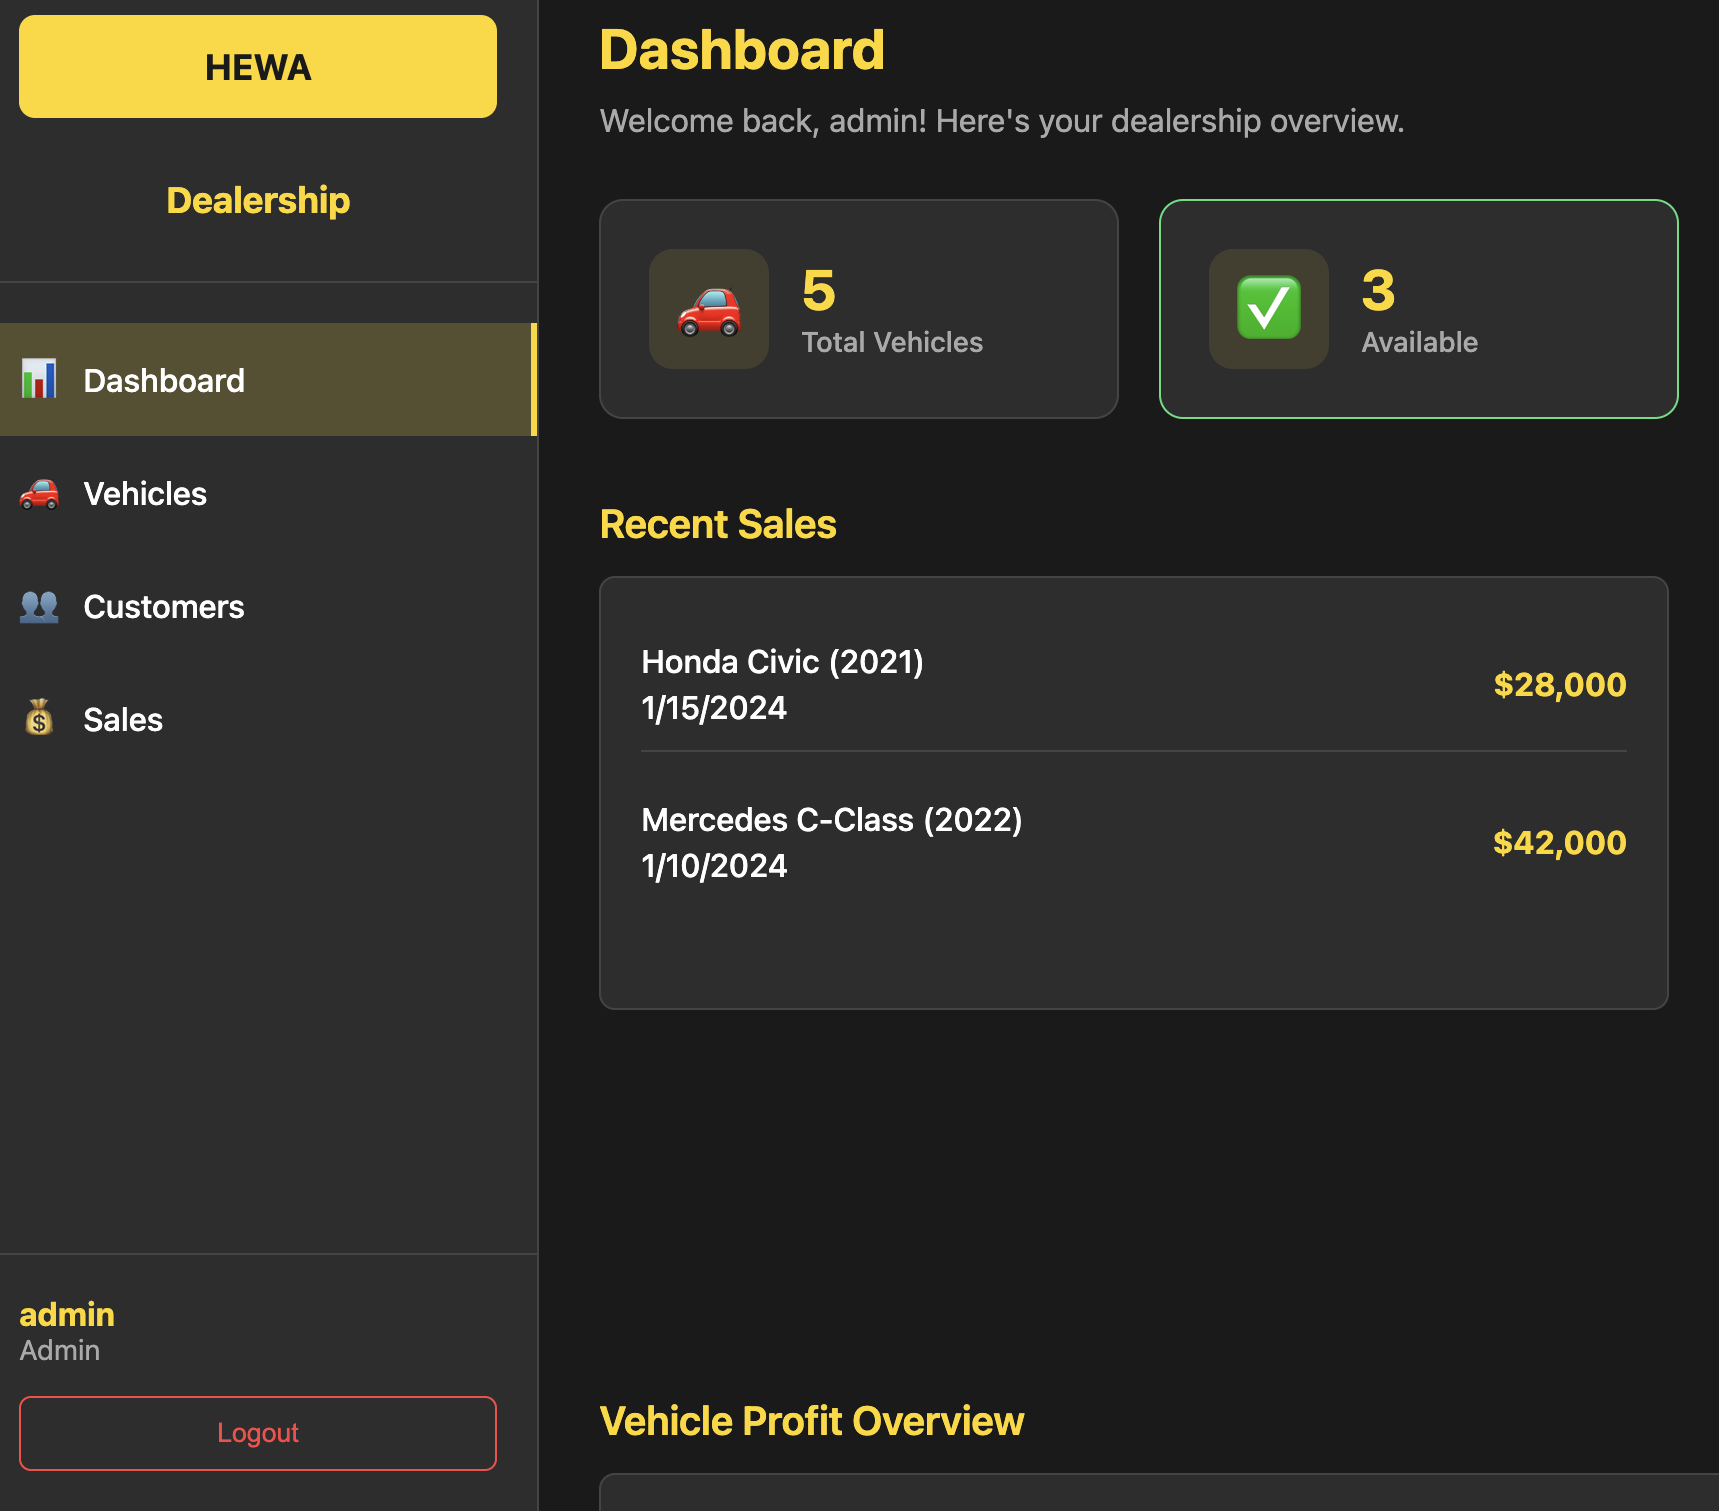 HEWA
Dealership
Dashboard
Vehicles
Customers
Sales
admin
Admin
Logout
Dashboard
Welcome back, admin! Here's your dealership overview.
5
Total Vehicles
3
Available
Recent Sales
Honda Civic (2021)
1/15/2024
$28,000
Mercedes C-Class (2022)
1/10/2024
$42,000
Vehicle Profit Overview